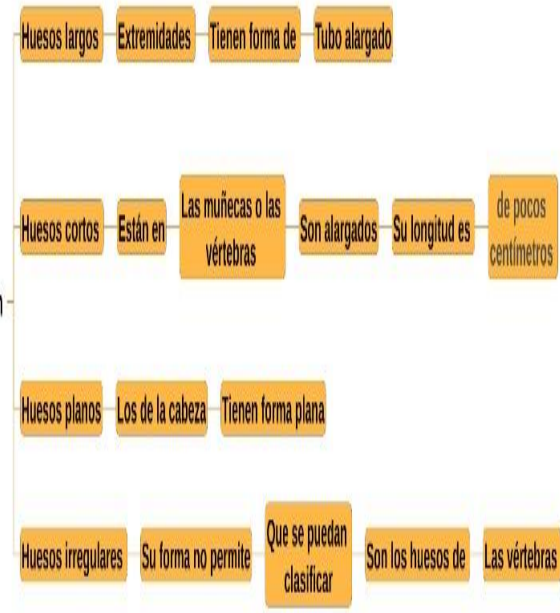 Huesos largos Extremidades Tienen forma de Tubo alargado
Huesos cortos Están en Las muñecas o las vértebras Son alargados Su longitud es de pocos centímetros
Huesos planos Los de la cabeza Tienen forma plana
Huesos irregulares Su forma no permite Que se puedan clasificar Son los huesos de Las vértebras